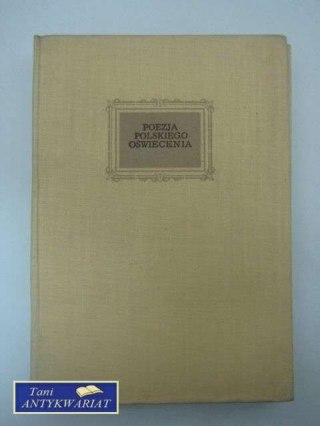 POEZJA
POLSKIEGO
OŚWIECENIA
Tani
ANTYKWARIAT